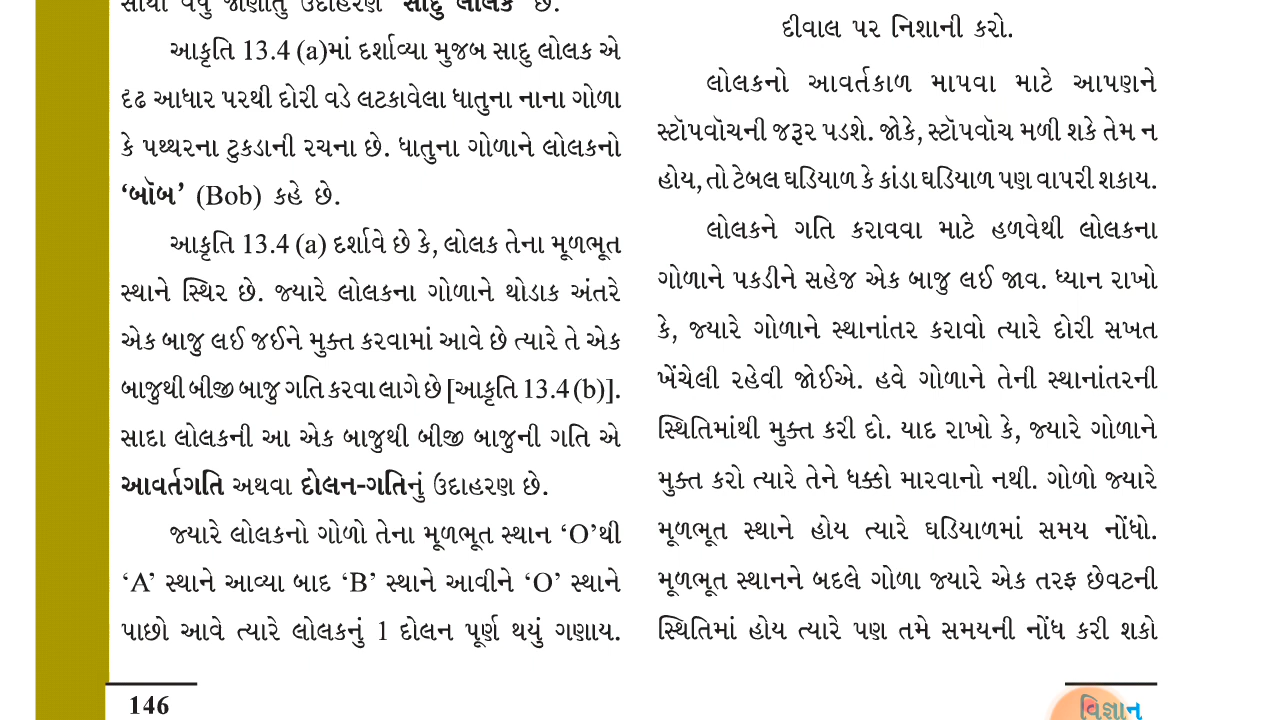 સૌથી વધુ જાણીતું ઉદાહરણ ‘સાદું લોલક’ છે.
આકૃતિ 13.4 (a)માં દર્શાવ્યા મુજબ સાદુ લોલક એ
દૃઢ આધાર પરથી દોરી વડે લટકાવેલા ધાતુના નાના ગોળા
કે પથ્થરના ટુકડાની રચના છે. ધાતુના ગોળાને લોલકનો
‘બૉબ’ (Bob) કહે છે.
આકૃતિ 13.4 (a) દર્શાવે છે કે, લોલક તેના મૂળભૂત
સ્થાને સ્થિર છે. જ્યારે લોલકના ગોળાને થોડાક અંતરે
એક બાજુ લઈ જઈને મુક્ત કરવામાં આવે છે ત્યારે તે એક
બાજુથી બીજી બાજુ ગતિ કરવા લાગે છે [આકૃતિ 13.4 (b)].
સાદા લોલકની આ એક બાજુથી બીજી બાજુની ગતિ એ
આવર્તગતિ અથવા દોલન-ગતિનું ઉદાહરણ છે.
જ્યારે લોલકનો ગોળો તેના મૂળભૂત સ્થાન ‘O’થી
‘A’ સ્થાને આવ્યા બાદ ‘B’ સ્થાને આવીને ‘O’ સ્થાને
પાછો આવે ત્યારે લોલકનું 1 દોલન પૂર્ણ થયું ગણાય.
146
દીવાલ પર નિશાની કરો.
લોલકનો આવર્તકાળ માપવા માટે આપણને
સ્ટૉપવૉચની જરૂર પડશે. જોકે, સ્ટૉપવૉચ મળી શકે તેમ ન
હોય, તો ટેબલ ઘડિયાળ કે કાંડા ઘડિયાળ પણ વાપરી શકાય.
લોલકને ગતિ કરાવવા માટે હળવેથી લોલકના
ગોળાને પકડીને સહેજ એક બાજુ લઈ જાવ. ધ્યાન રાખો
કે, જ્યારે ગોળાને સ્થાનાંતર કરાવો ત્યારે દોરી સખત
ખેંચેલી રહેવી જોઈએ. હવે ગોળાને તેની સ્થાનાંતરની
સ્થિતિમાંથી મુક્ત કરી દો. યાદ રાખો કે, જ્યારે ગોળાને
મુક્ત કરો ત્યારે તેને ધક્કો મારવાનો નથી. ગોળો જ્યારે
મૂળભૂત સ્થાને હોય ત્યારે ઘડિયાળમાં સમય નોંધો.
મૂળભૂત સ્થાનને બદલે ગોળા જ્યારે એક તરફ છેવટની
સ્થિતિમાં હોય ત્યારે પણ તમે સમયની નોંધ કરી શકો
વિજ્ઞાન